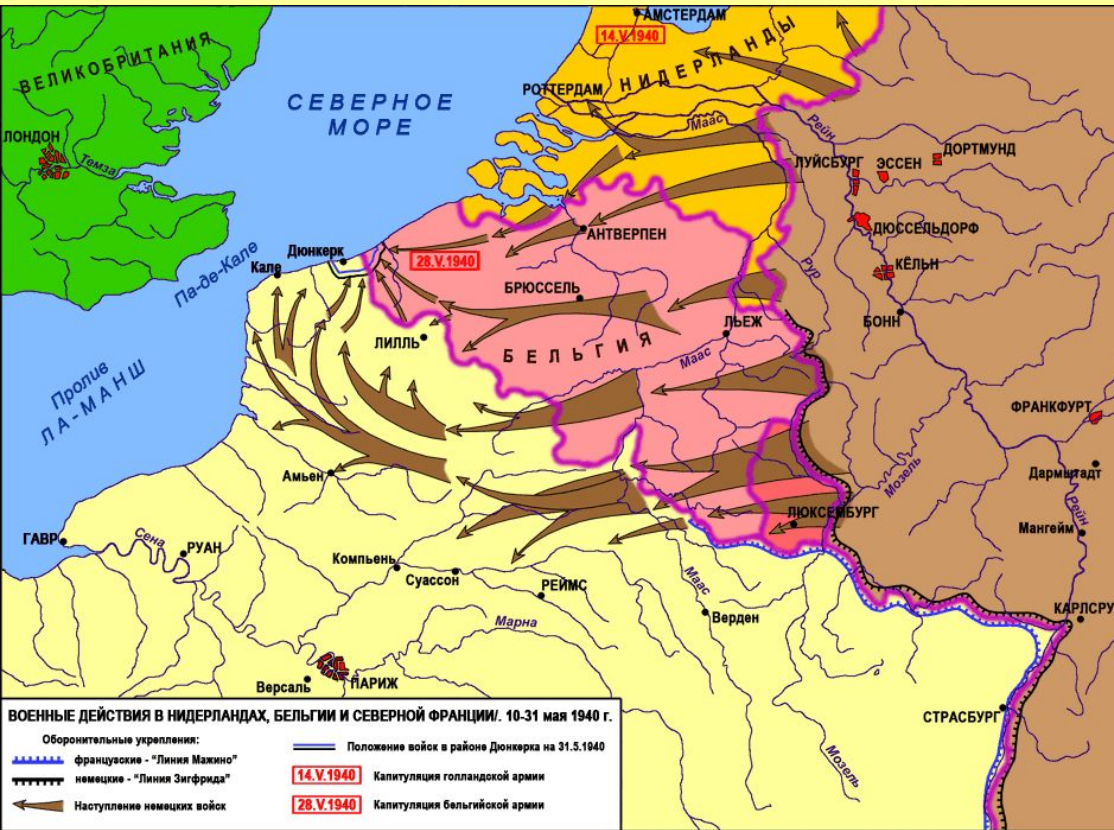 АМСТЕРДАМ
14.V.1940
ВЕЛИКОБРИТАНИЯ
НИДЕРЛАНДЫ
СЕВЕРНОЕ
МОРЕ
РОТТЕРДАМ
Маас
Рейн
ЛОНДОН
Темза
ДОРТМУНД
ЛУЙСБУРГ
ЭССЕН
ДЮССЕЛЬДОРФ
АНТВЕРПЕН
Дюнкерк
28.V.1940
Кале
Па-де-Кале
Рур
КЁЛЬН
БРЮССЕЛЬ
БОНН
ЛЬЕЖ
ЛИЛЛЬ
БЕЛЬГИЯ
Маас
Пролив
ЛА-МАНШ
ФРАНКФУРТ
Мозель
Дармштадт
Амьен
Рейн
ЛЮКСЕМБУРГ
Мангейм
ГАВР
Сена
РУАН
Компьень
Суассон
РЕЙМС
Маас
Верден
КАРЛСРУ
Марна
Версаль
ПАРИЖ
СТРАСБУРГ
Мозель
ВОЕННЫЕ ДЕЙСТВИЯ В НИДЕРЛАНДАХ, БЕЛЬГИИ И СЕВЕРНОЙ ФРАНЦИИ/. 10-31 мая 1940 г.
Оборонительные укрепления:
французские - "Линия Мажино"
немецкие - "Линия Зигфрида"
Наступление немецких войск
Положение войск в районе Дюнкерка на 31.5.1940
14.V.1940 Капитуляция голландской армии
28.V.1940 Капитуляция бельгийской армии